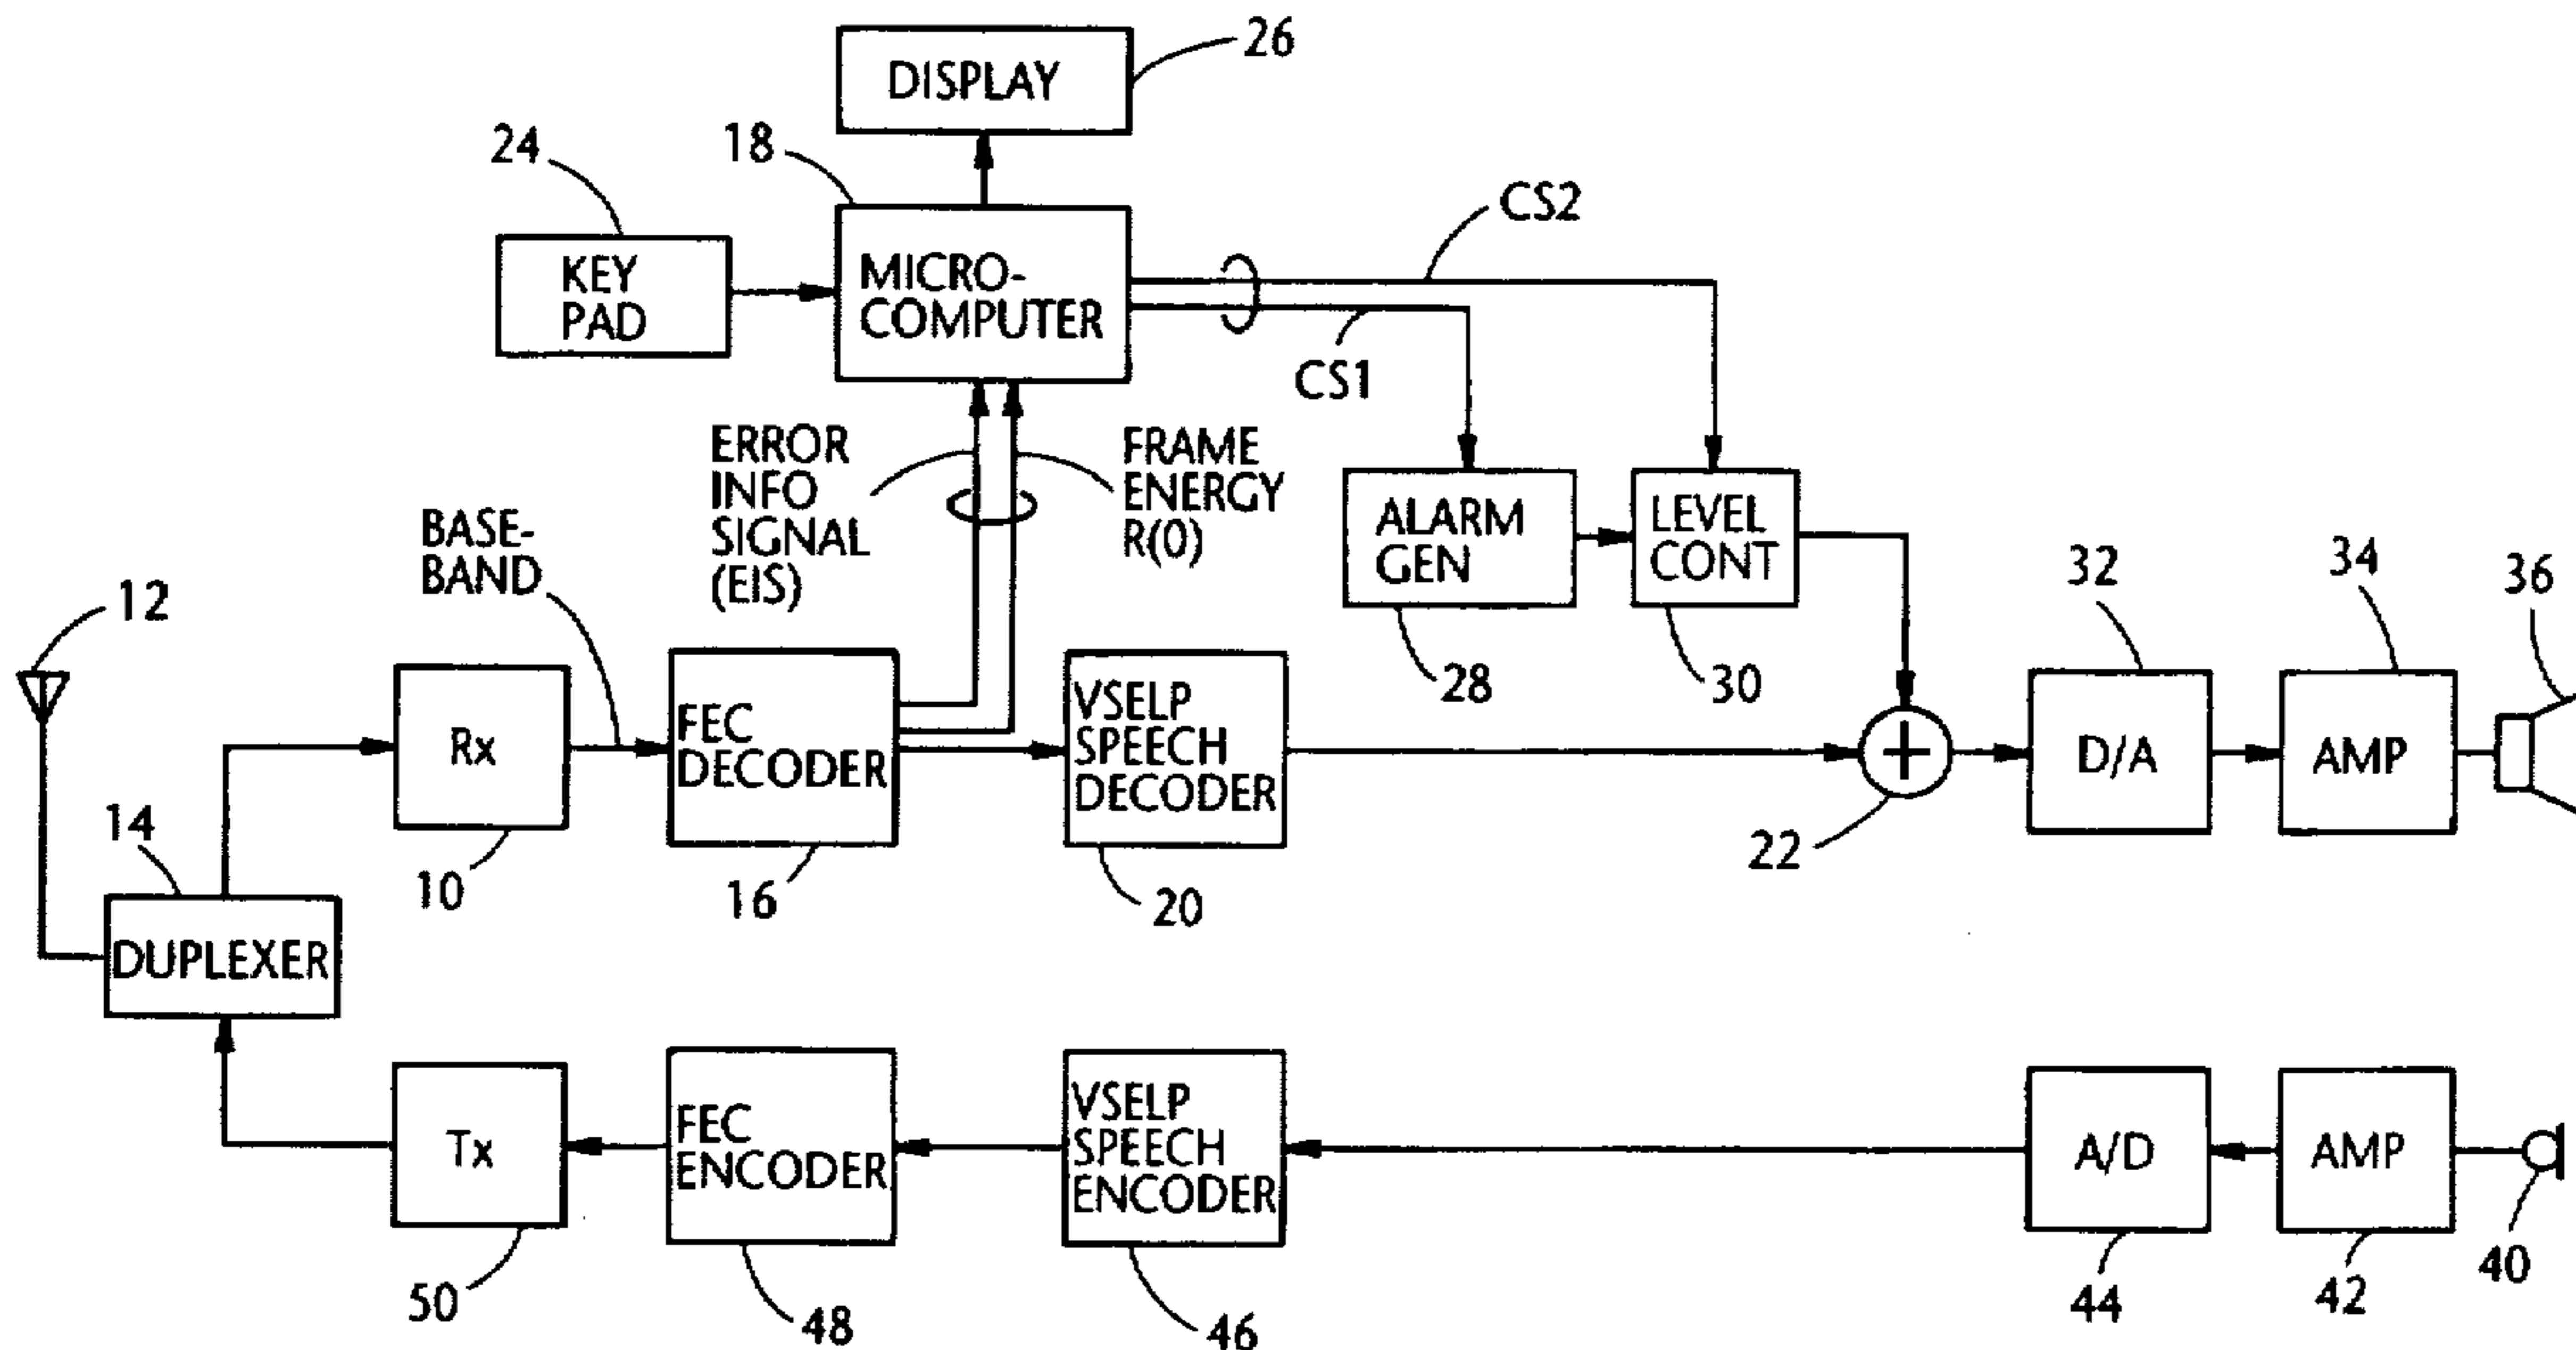 26
DISPLAY
24
18
CS2
KEY
PAD
MICRO-
COMPUTER
CS1
ERROR
INFO
SIGNAL
(EIS)
FRAME
ENERGY
R(0)
ALARM
GEN
LEVEL
CONT
BASE-
BAND
12
32
34
36
28
30
Rx
FEC
DECODER
VSELP
SPEECH
DECODER
+
D/A
AMP
14
10
16
20
22
DUPLEXER
Tx
FEC
ENCODER
VSELP
SPEECH
ENCODER
A/D
AMP
50
48
46
44
42
40